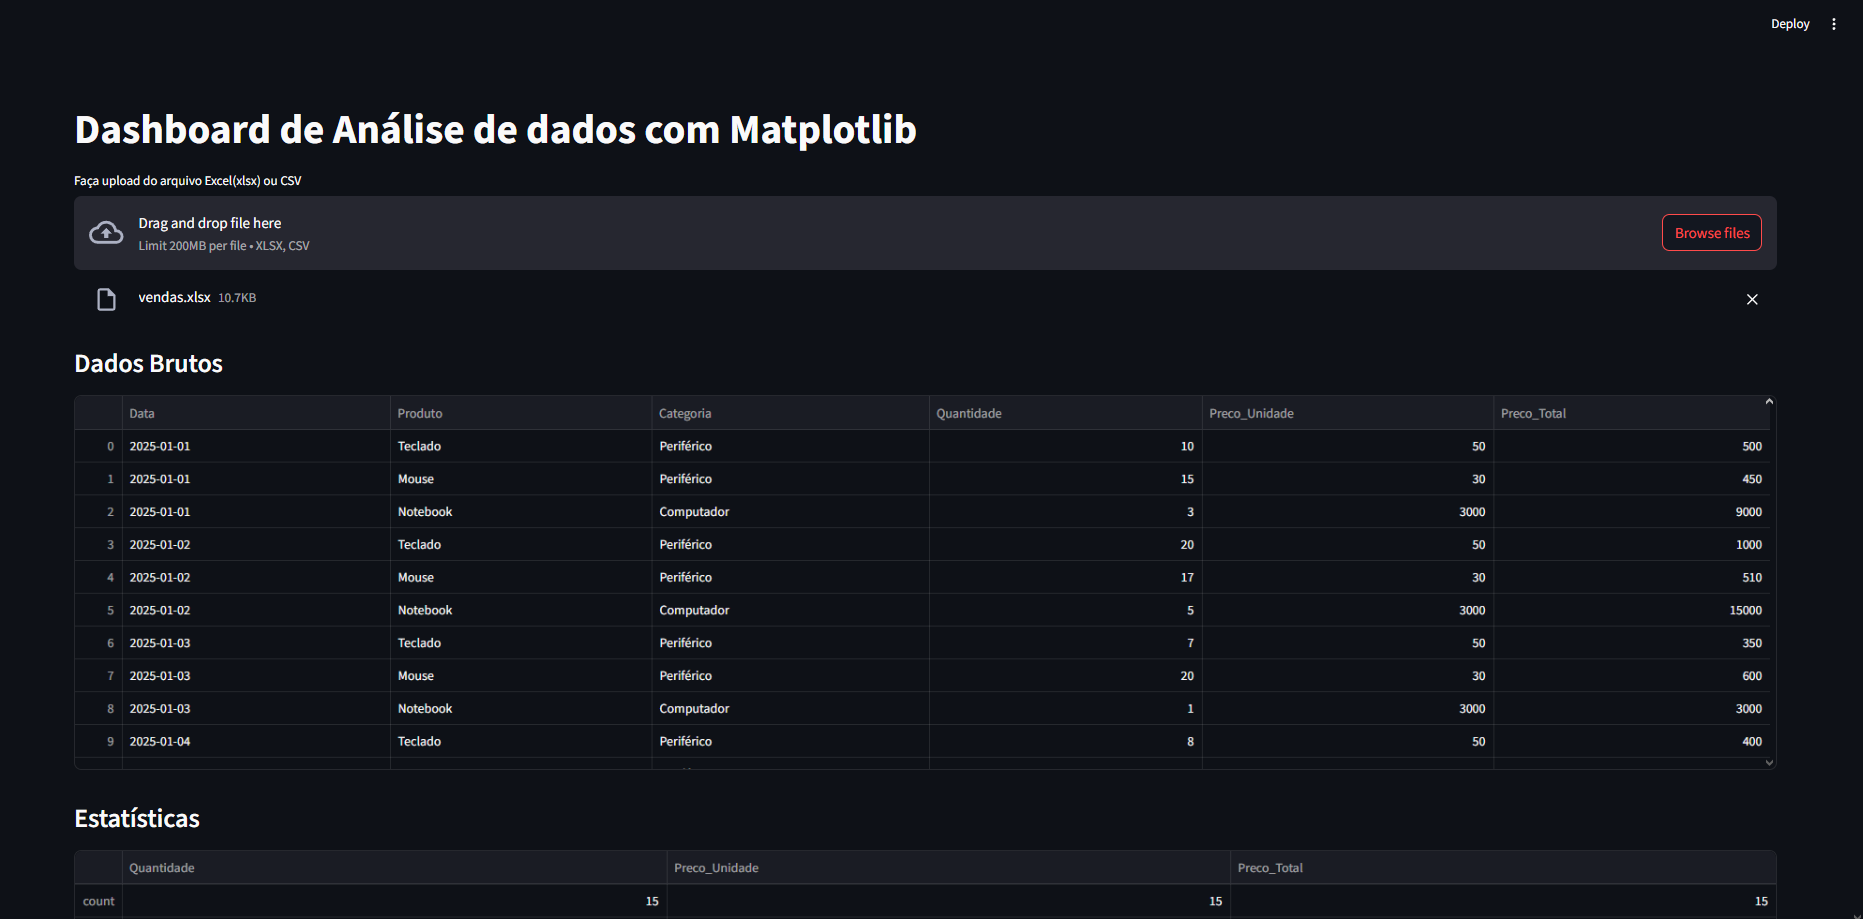 Deploy
Dashboard de Análise de dados com Matplotlib
Faça upload do arquivo Excel(xlsx) ou CSV
Drag and drop file here
Limit 200MB per file • XLSX, CSV
Browse files
vendas.xlsx 10.7KB
Dados Brutos
Data Produto Categoria Quantidade Preco_Unidade Preco_Total
0 2025-01-01 Teclado Periférico 10 50 500
1 2025-01-01 Mouse Periférico 15 30 450
2 2025-01-01 Notebook Computador 3 3000 9000
3 2025-01-02 Teclado Periférico 20 50 1000
4 2025-01-02 Mouse Periférico 17 30 510
5 2025-01-02 Notebook Computador 5 3000 15000
6 2025-01-03 Teclado Periférico 7 50 350
7 2025-01-03 Mouse Periférico 20 30 600
8 2025-01-03 Notebook Computador 1 3000 3000
9 2025-01-04 Teclado Periférico 8 50 400
Estatísticas
Quantidade Preco_Unidade Preco_Total
count 15 15 15